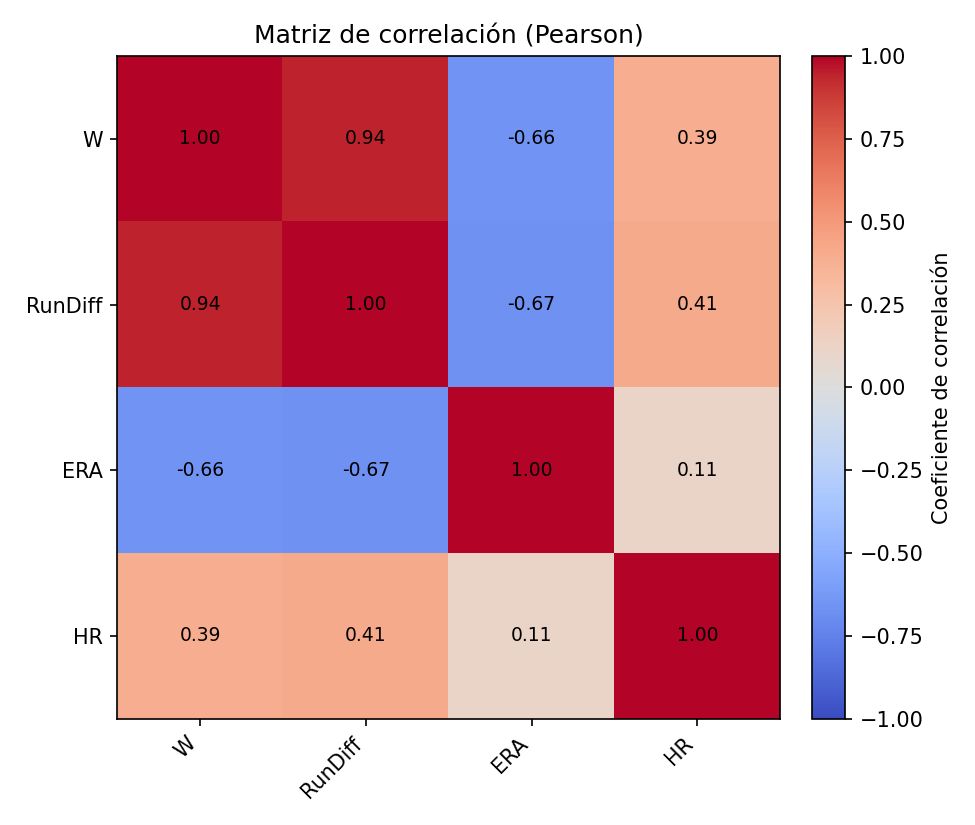 Matriz de correlación (Pearson)
W 1.00 0.94 -0.66 0.39
RunDiff 0.94 1.00 -0.67 0.41
ERA -0.66 -0.67 1.00 0.11
HR 0.39 0.41 0.11 1.00
W RunDiff ERA HR
1.00
0.75
0.50
0.25
0.00
−0.25
−0.50
−0.75
−1.00
Coeficiente de correlación